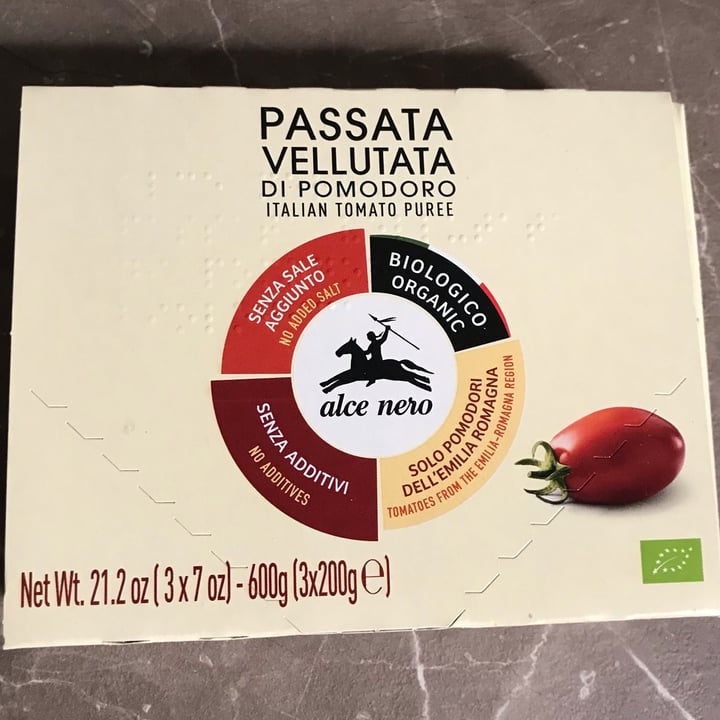 PASSATA
VELLUTATA
DI POMODORO
ITALIAN TOMATO PUREE
SENZA SALE
AGGIUNTO
NO ADDED SALT
BIOLOGICO
ORGANIC
alce nero
SENZA ADDITIVI
NO ADDITIVES
SOLO POMODORI
DELL'EMILIA ROMAGNA
TOMATOES FROM THE EMILIA-ROMAGNA REGION
Net Wt. 21.2 oz ( 3 x 7 oz) - 600g (3x200g ℮)